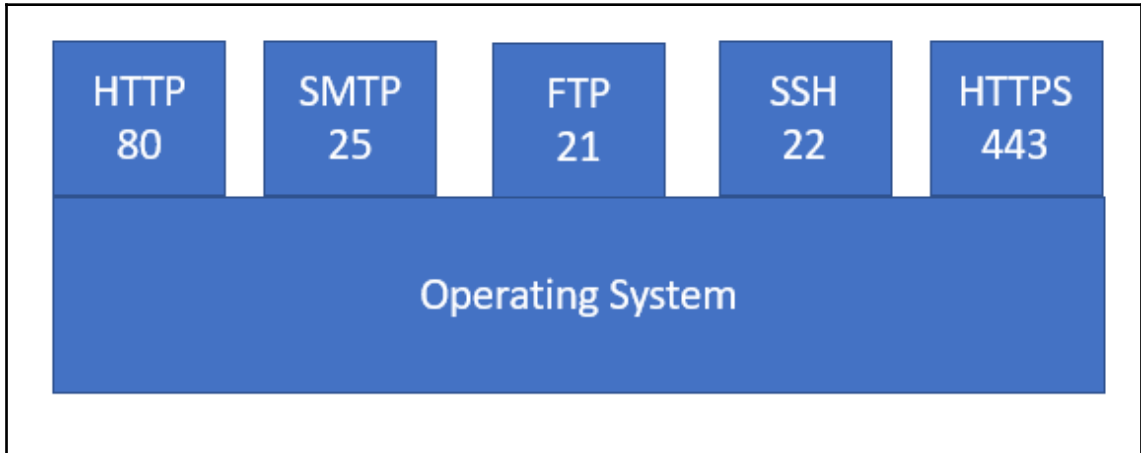 HTTP
80
SMTP
25
FTP
21
SSH
22
HTTPS
443
Operating System